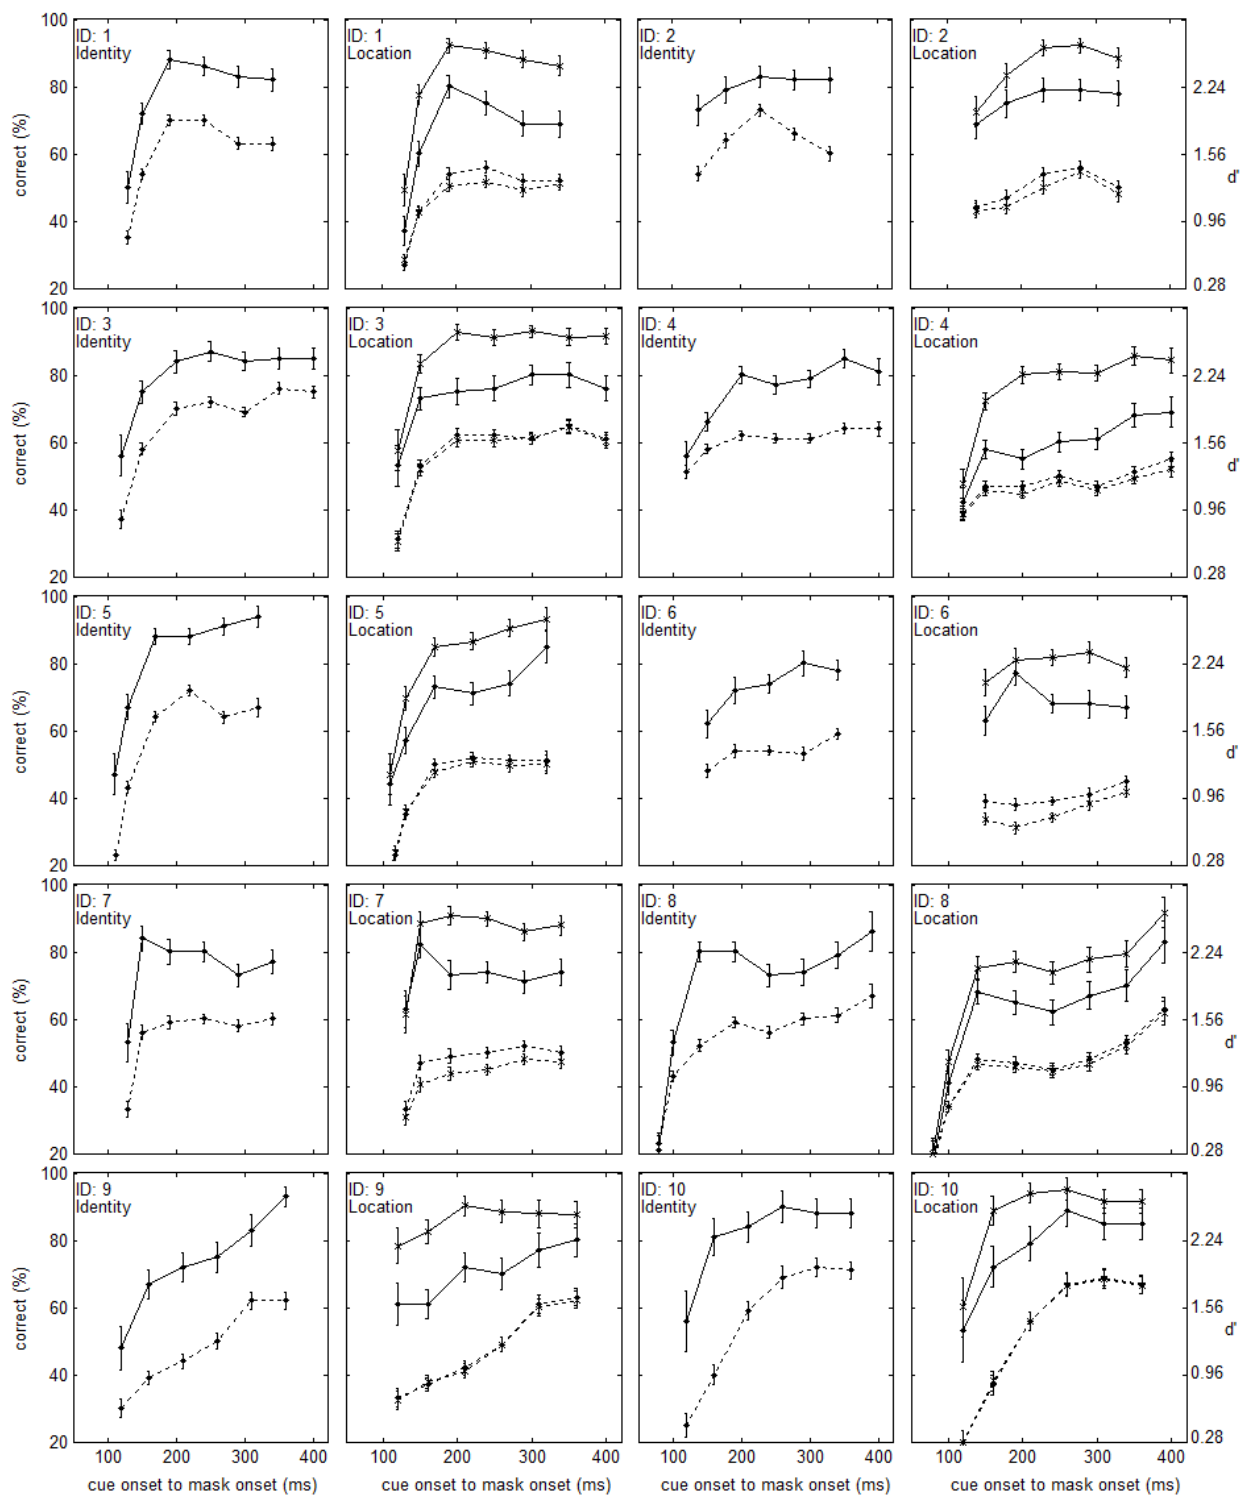 100
80
60
40
20
correct (%)
ID: 1
Identity
ID: 1
Location
ID: 2
Identity
ID: 2
Location
2.24
1.56
0.96
0.28
d'
100
80
60
40
20
correct (%)
ID: 3
Identity
ID: 3
Location
ID: 4
Identity
ID: 4
Location
2.24
1.56
0.96
0.28
d'
100
80
60
40
20
correct (%)
ID: 5
Identity
ID: 5
Location
ID: 6
Identity
ID: 6
Location
2.24
1.56
0.96
0.28
d'
100
80
60
40
20
correct (%)
ID: 7
Identity
ID: 7
Location
ID: 8
Identity
ID: 8
Location
2.24
1.56
0.96
0.28
d'
100
80
60
40
20
correct (%)
ID: 9
Identity
ID: 9
Location
ID: 10
Identity
ID: 10
Location
2.24
1.56
0.96
0.28
d'
100 200 300 400
100 200 300 400
100 200 300 400
100 200 300 400
cue onset to mask onset (ms)
cue onset to mask onset (ms)
cue onset to mask onset (ms)
cue onset to mask onset (ms)